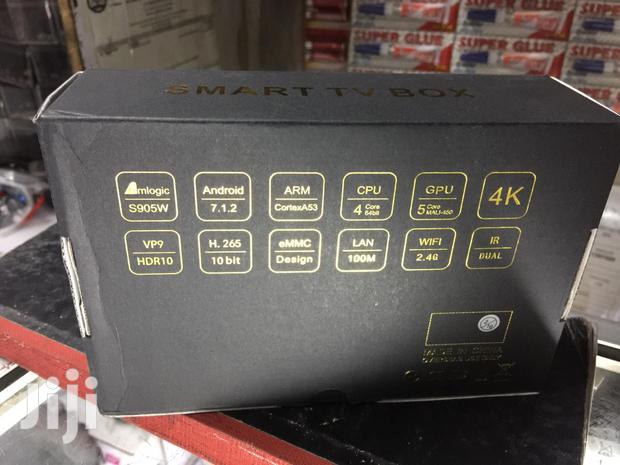 SUPER GLUE SUPER GLUE
SUPER GLUE SUPER GLUE
SMART TV BOX
Amlogic
S905W
Android
7.1.2
ARM
CortexA53
CPU
4 Core 64bit
GPU
5 Core MALI-450
4K
VP9
HDR10
H. 265
10 bit
eMMC
Design
LAN
100M
WIFI
2.4G
IR
DUAL
MADE IN CHINA
Jiji